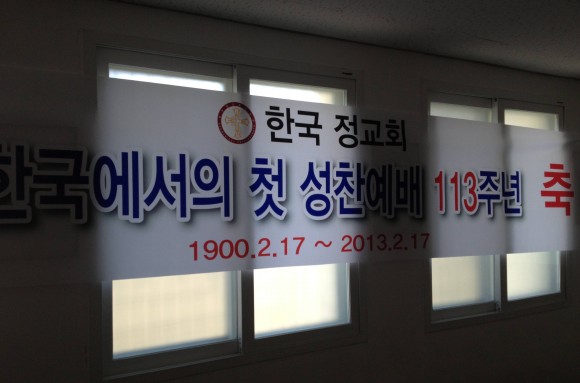 한국 정교회
한국에서의 첫 성찬예배 113주년 축
1900.2.17 ~ 2013.2.17